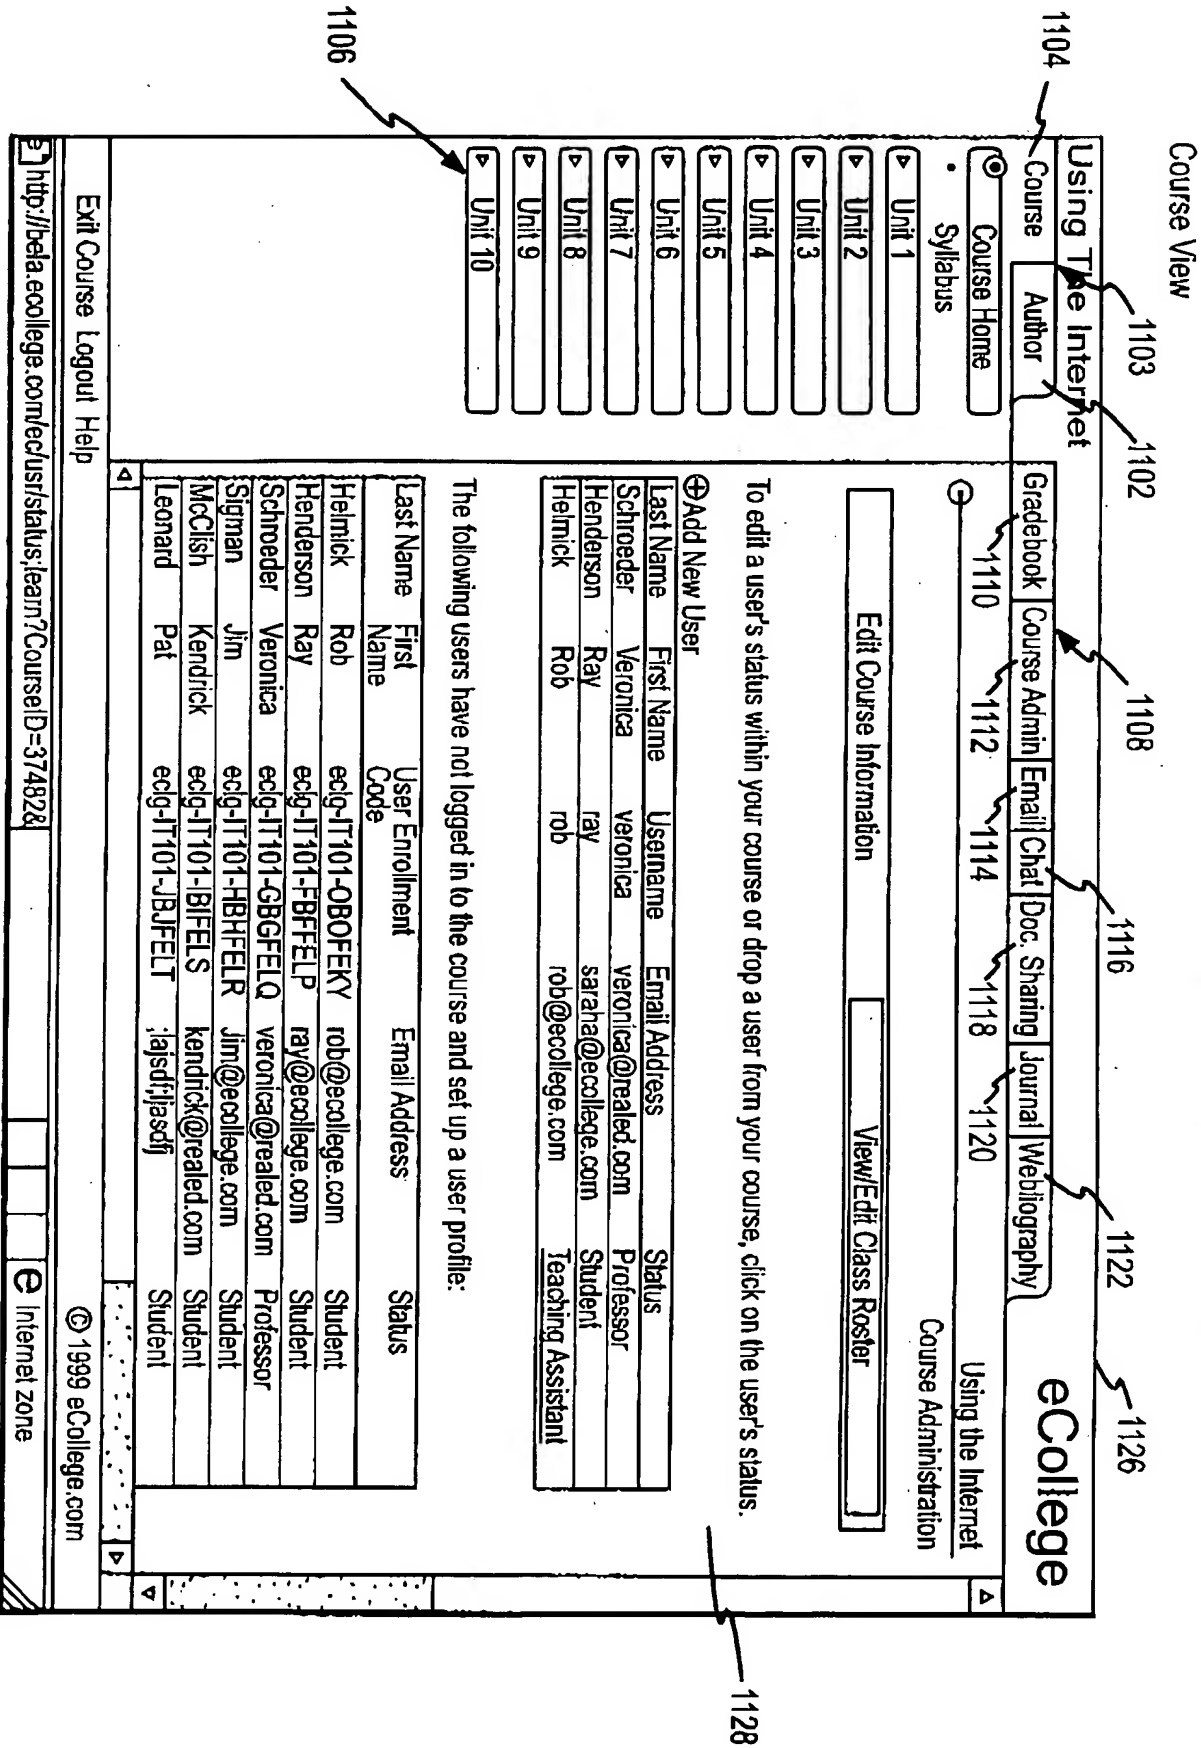 Course View
1103
1102
1108
1116
1122
1126
1104
Using The Internet
eCollege
Course
Author
Gradebook
Course Admin
Email
Chat
Doc. Sharing
Journal
Webliography
1110
1112
1114
1118
1120
Course Home
Syllabus
Unit 1
Unit 2
Unit 3
Unit 4
Unit 5
Unit 6
Unit 7
Unit 8
Unit 9
Unit 10
1106
Using the Internet
Course Administration
Edit Course Information
View/Edit Class Roster
To edit a user's status within your course or drop a user from your course, click on the user's status.
1128
Add New User
Last Name First Name Username Email Address Status
Schroeder Veronica veronica veronica@realed.com Professor
Henderson Ray ray saraha@ecollege.com Student
Helmick Rob rob rob@ecollege.com Teaching Assistant
The following users have not logged in to the course and set up a user profile:
Last Name First Name User Enrollment Code Email Address Status
Helmick Rob eclg-IT101-OBOFEKY rob@ecollege.com Student
Henderson Ray eclg-IT101-FBFFELP ray@ecollege.com Student
Schroeder Veronica eclg-IT101-GBGFELQ veronica@realed.com Professor
Sigman Jim eclg-IT101-HBHFELR Jim@ecollege.com Student
McClish Kendrick eclg-IT101-IBIFELS kendrick@realed.com Student
Leonard Pat eclg-IT101-JBJFELT ;lajsdf;ljasdfj Student
Exit Course Logout Help
© 1999 eCollege.com
http://bela.ecollege.com/ec/usr/status;learn?CourseID=37482&
e Internet zone